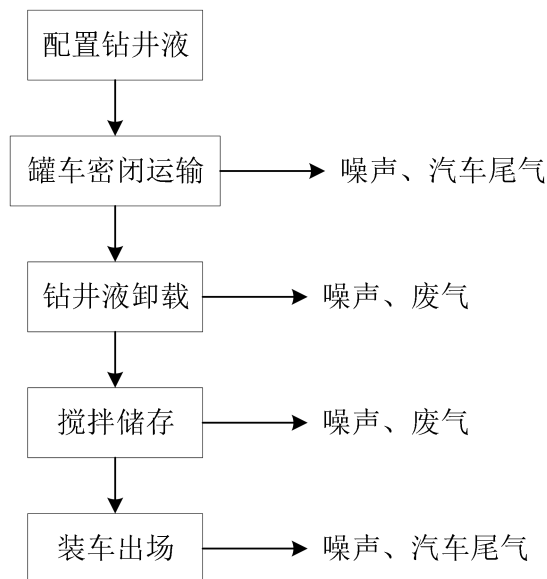 配置钻井液
罐车密闭运输
噪声、汽车尾气
钻井液卸载
噪声、废气
搅拌储存
噪声、废气
装车出场
噪声、汽车尾气